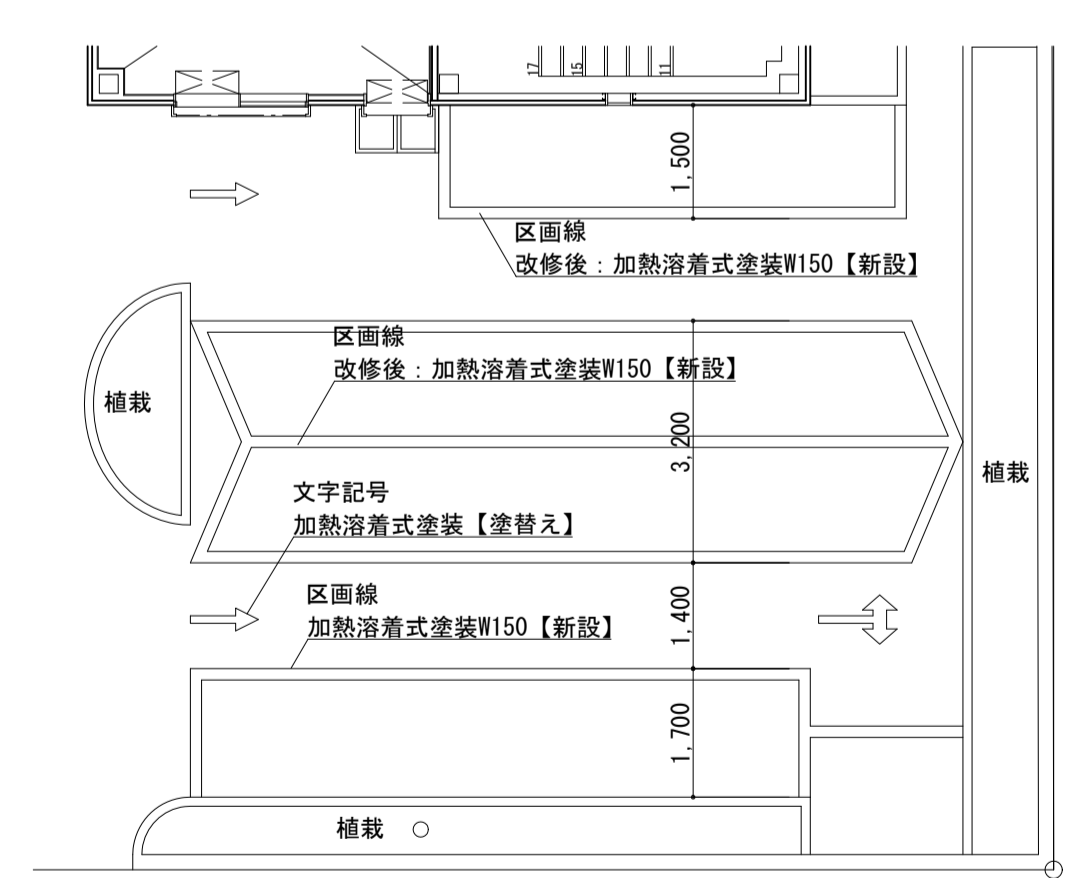 17
15
11
1,500
区画線
改修後：加熱溶着式塗装W150【新設】
区画線
改修後：加熱溶着式塗装W150【新設】
植栽
3,200
植栽
文字記号
加熱溶着式塗装【塗替え】
区画線
加熱溶着式塗装W150【新設】
1,400
1,700
植栽